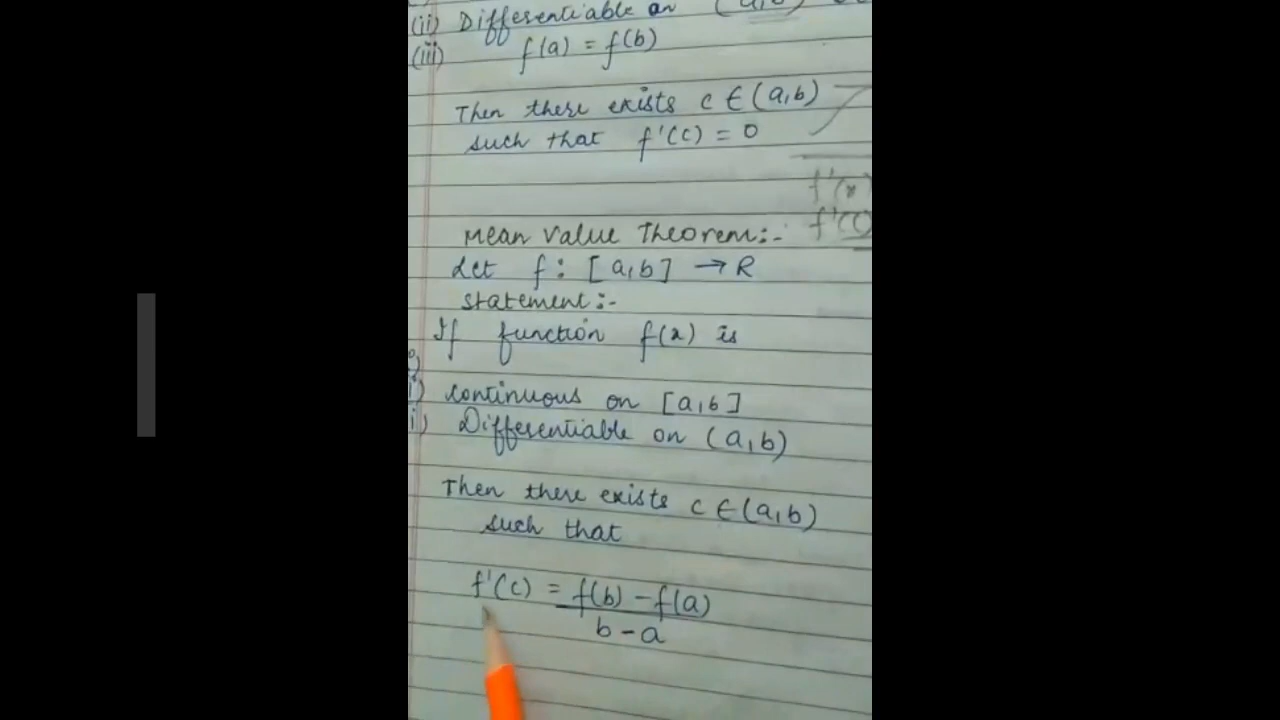 (ii) Differentiable on (a,b)
(iii) f(a) = f(b)
Then there exists c ∈ (a,b)
such that f'(c) = 0
f'(x)
f'(c)
Mean Value Theorem:-
Let f : [a,b] → R
statement:-
If function f(x) is
i) continuous on [a,b]
i) Differentiable on (a,b)
Then there exists c ∈ (a,b)
such that
f'(c) = f(b) - f(a)
b - a